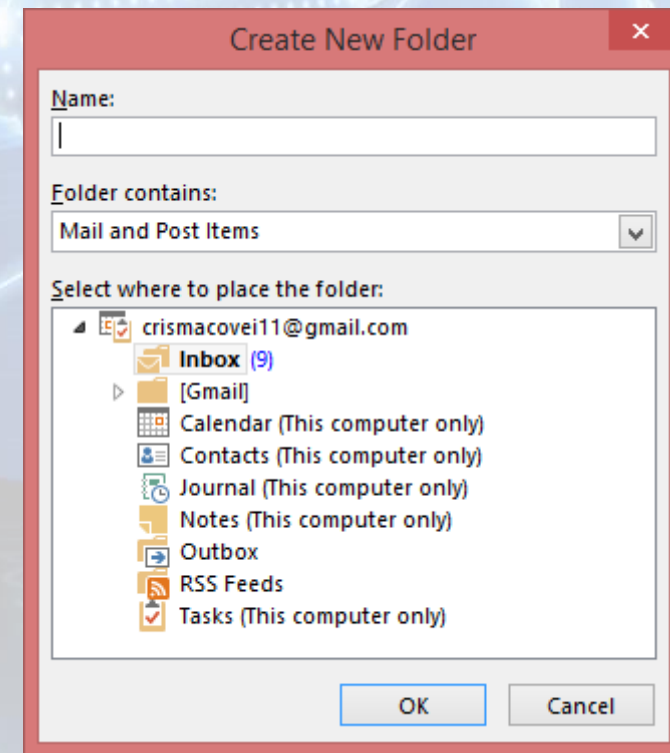 Create New Folder
Name:
Folder contains:
Mail and Post Items
Select where to place the folder:
crismacovei11@gmail.com
Inbox (9)
[Gmail]
Calendar (This computer only)
Contacts (This computer only)
Journal (This computer only)
Notes (This computer only)
Outbox
RSS Feeds
Tasks (This computer only)
OK Cancel